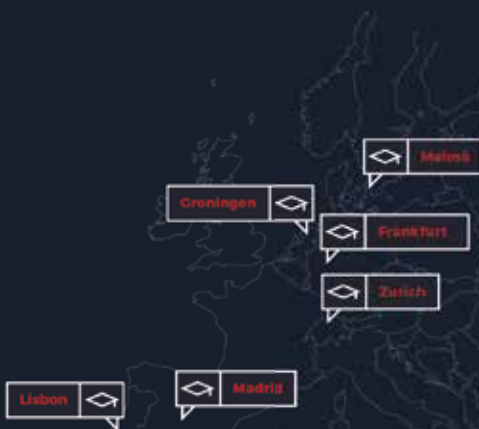 Malmö
Groningen
Frankfurt
Zurich
Madrid
Lisbon